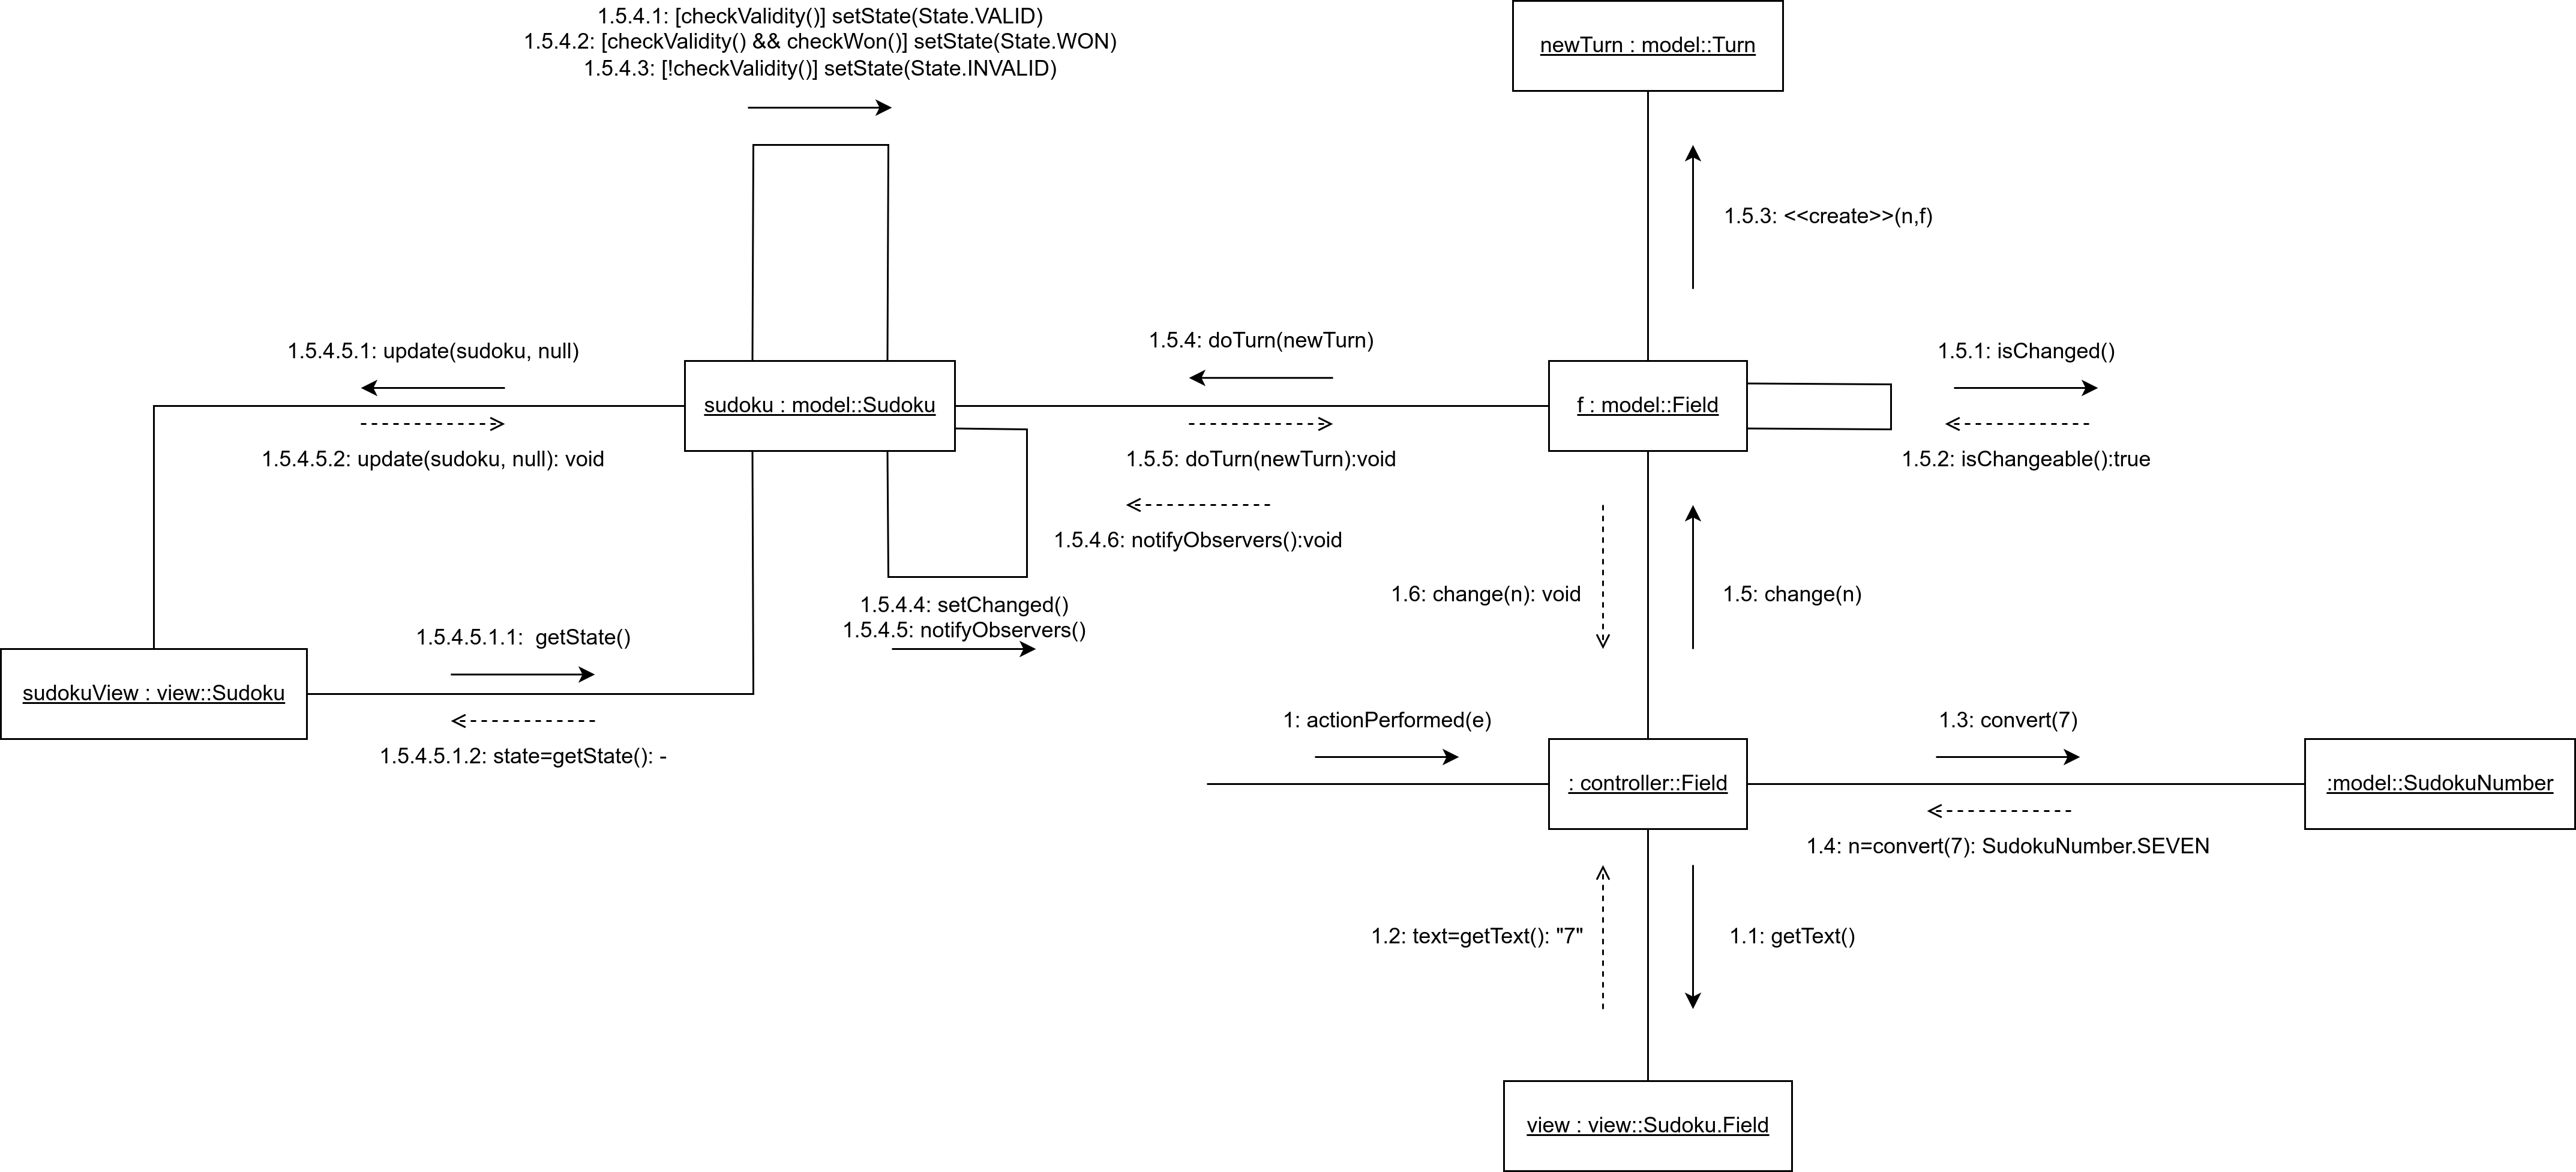 1.5.4.1: [checkValidity()] setState(State.VALID)
1.5.4.2: [checkValidity() && checkWon()] setState(State.WON)
1.5.4.3: [!checkValidity()] setState(State.INVALID)
newTurn : model::Turn
1.5.3: <<create>>(n,f)
1.5.4.5.1: update(sudoku, null)
1.5.4: doTurn(newTurn)
1.5.1: isChanged()
sudoku : model::Sudoku
f : model::Field
1.5.4.5.2: update(sudoku, null): void
1.5.5: doTurn(newTurn):void
1.5.2: isChangeable():true
1.5.4.6: notifyObservers():void
1.6: change(n): void
1.5: change(n)
1.5.4.4: setChanged()
1.5.4.5: notifyObservers()
1.5.4.5.1.1:  getState()
sudokuView : view::Sudoku
1.5.4.5.1.2: state=getState(): -
1: actionPerformed(e)
1.3: convert(7)
: controller::Field
:model::SudokuNumber
1.4: n=convert(7): SudokuNumber.SEVEN
1.2: text=getText(): "7"
1.1: getText()
view : view::Sudoku.Field